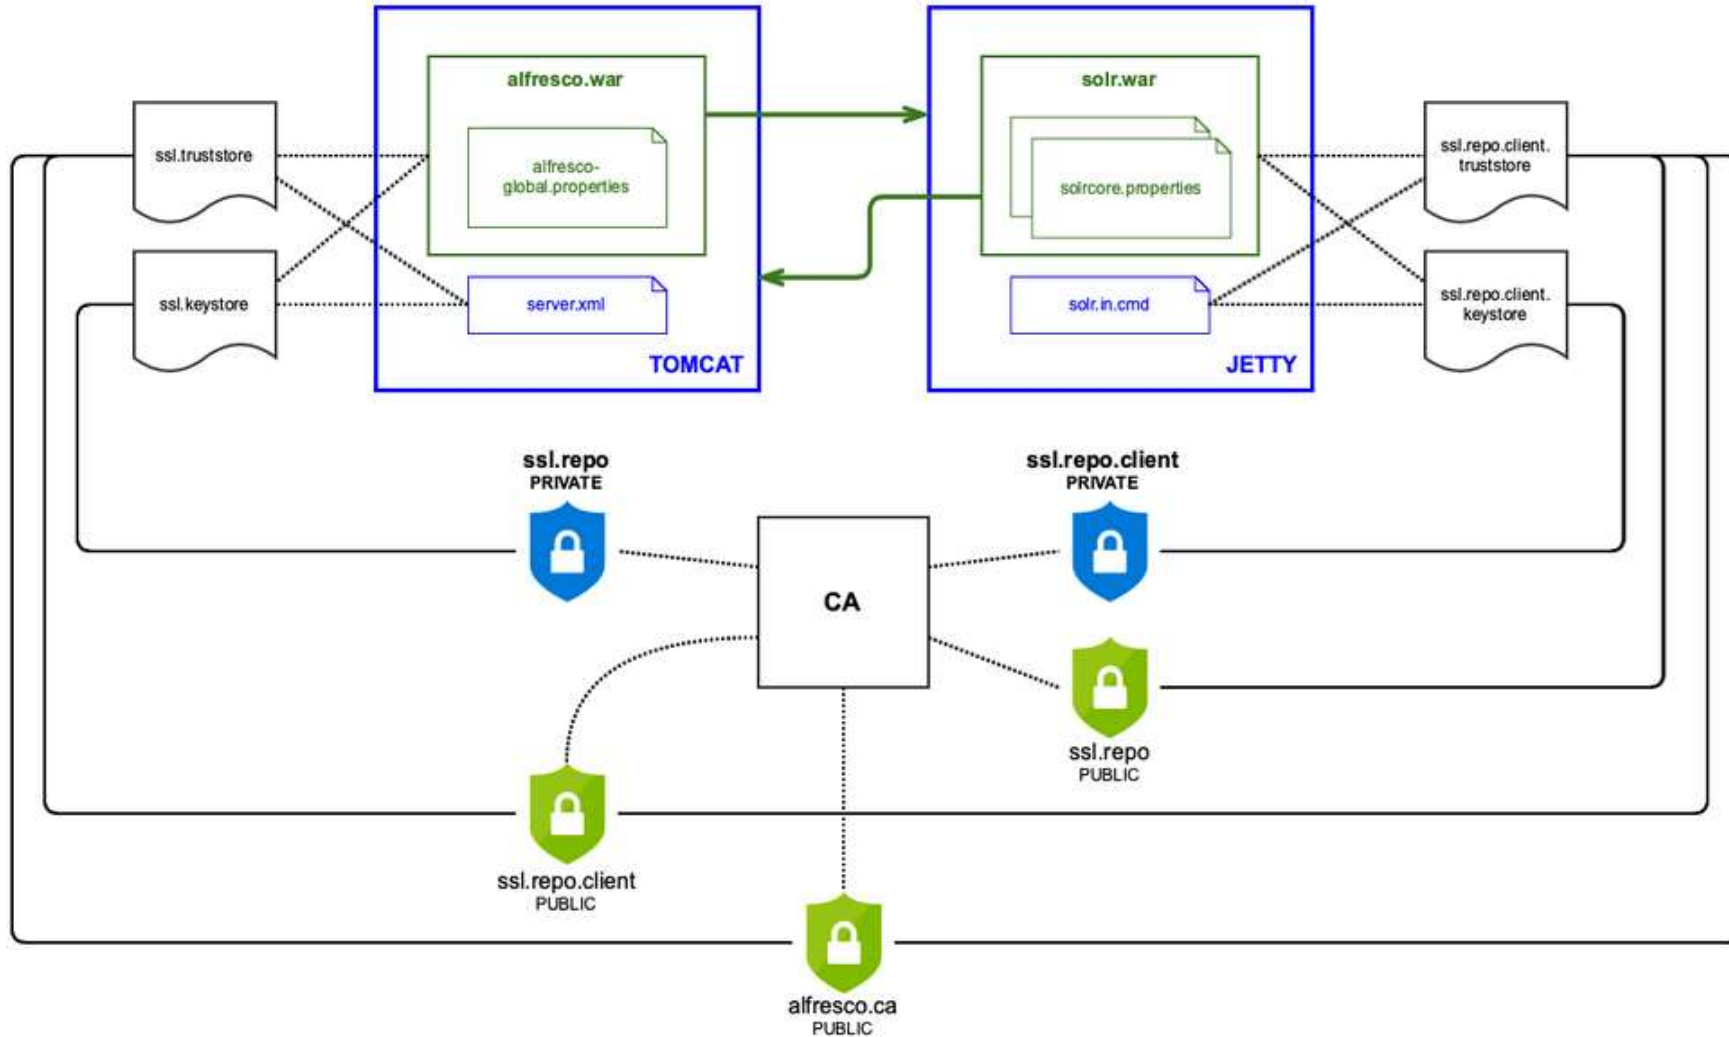 alfresco.war
solr.war
ssl.truststore
alfresco-
global.properties
solrcore.properties
ssl.repo.client.
truststore
ssl.keystore
server.xml
solr.in.cmd
ssl.repo.client.
keystore
TOMCAT
JETTY
ssl.repo
PRIVATE
ssl.repo.client
PRIVATE
CA
ssl.repo
PUBLIC
ssl.repo.client
PUBLIC
alfresco.ca
PUBLIC